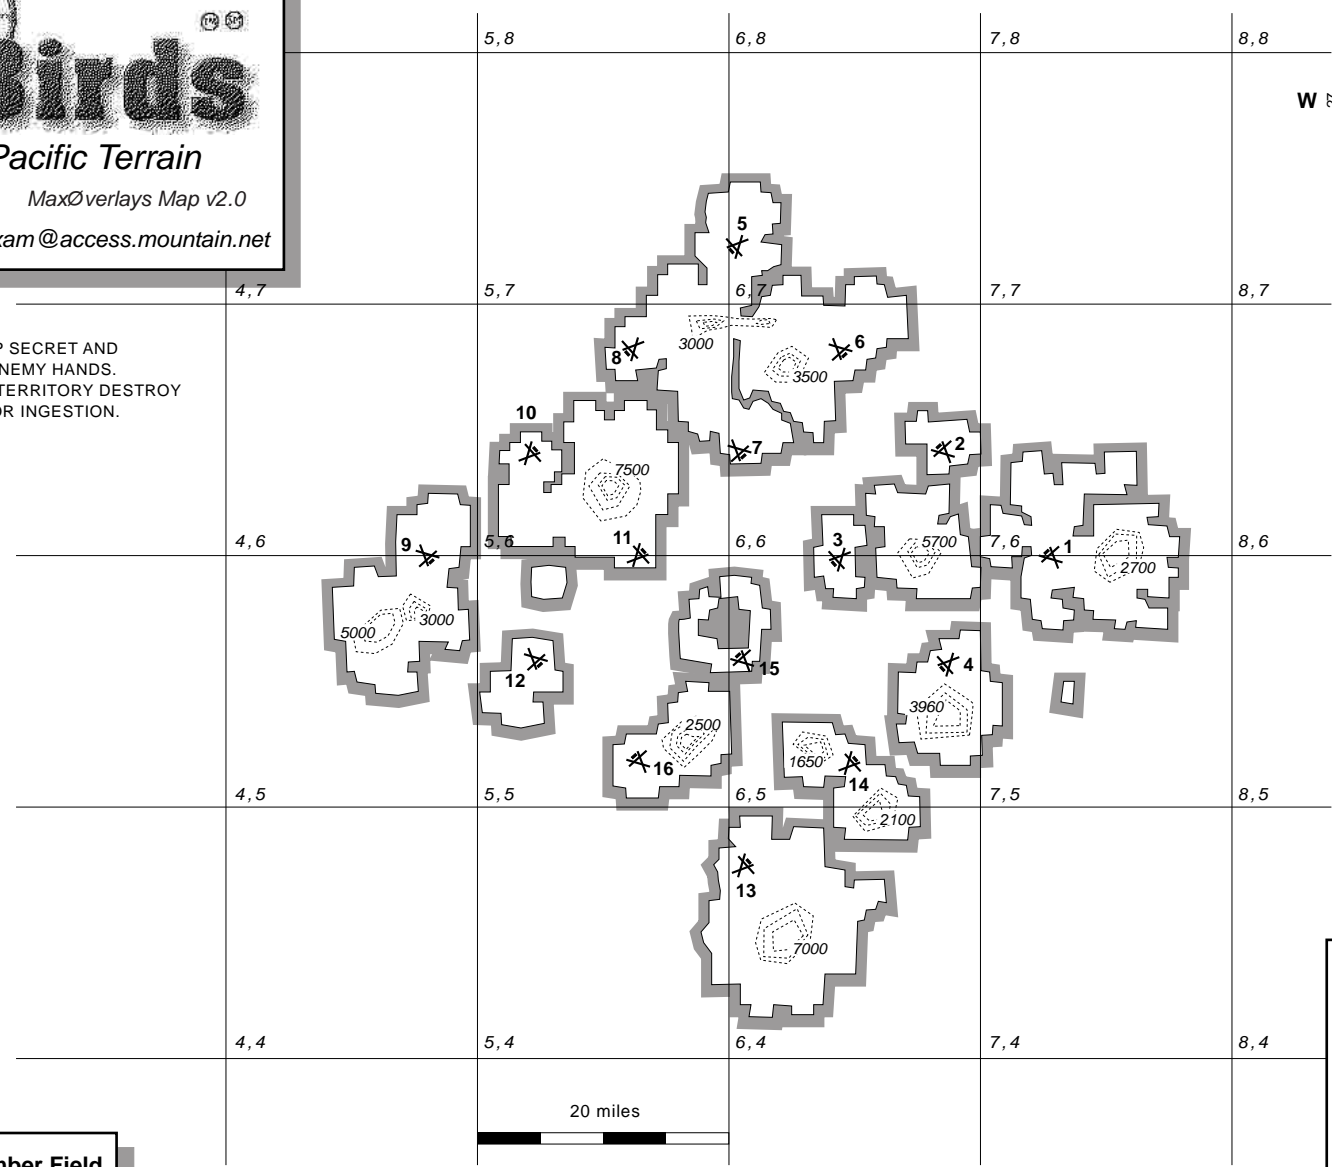 TM SM
Birds
Pacific Terrain
MaxØverlays Map v2.0
xam@access.mountain.net
P SECRET AND
NEMY HANDS.
TERRITORY DESTROY
OR INGESTION.
5,8 6,8 7,8 8,8
W
5
4,7 5,7 6,7 7,7 8,7
8 3000 6
3500
10
7 2
7500
9 11 3 1
4,6 5,6 6,6 5700 7,6 8,6
2700
5000 3000
12 15 4
3960
2500
16 1650
14
4,5 5,5 6,5 7,5 8,5
2100
13
7000
4,4 5,4 6,4 7,4 8,4
20 miles
mber Field